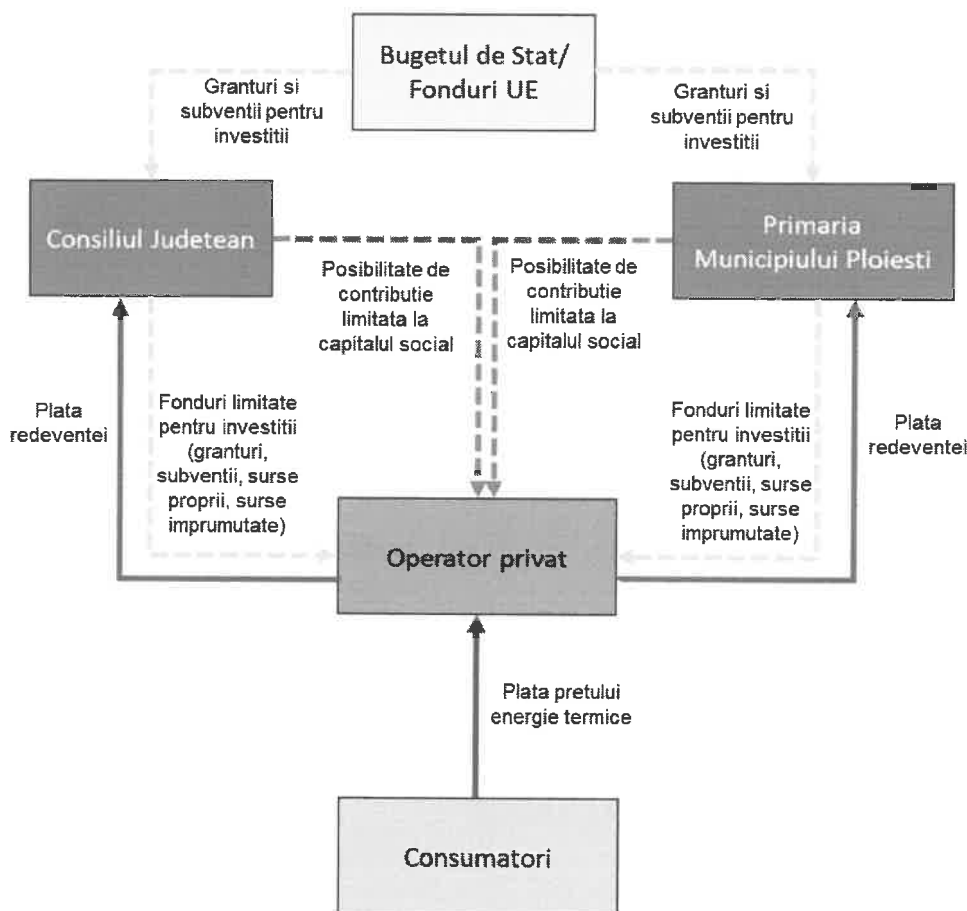 Bugetul de Stat/
Fonduri UE
Granturi si
subventii pentru
investitii
Granturi si
subventii pentru
investitii
Consiliul Judetean
Primaria
Municipiului Ploiesti
Posibilitate de
contributie
limitata la
capitalul social
Posibilitate de
contributie
limitata la
capitalul social
Plata
redeventei
Fonduri limitate
pentru investitii
(granturi,
subventii, surse
proprii, surse
imprumutate)
Fonduri limitate
pentru investitii
(granturi,
subventii, surse
proprii, surse
imprumutate)
Plata
redeventei
Operator privat
Plata pretului
energie termice
Consumatori